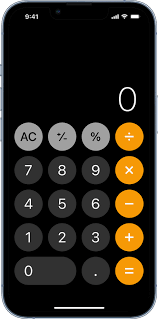 9:41
0
AC +/- % ÷
7 8 9 ×
4 5 6 −
1 2 3 +
0 . =